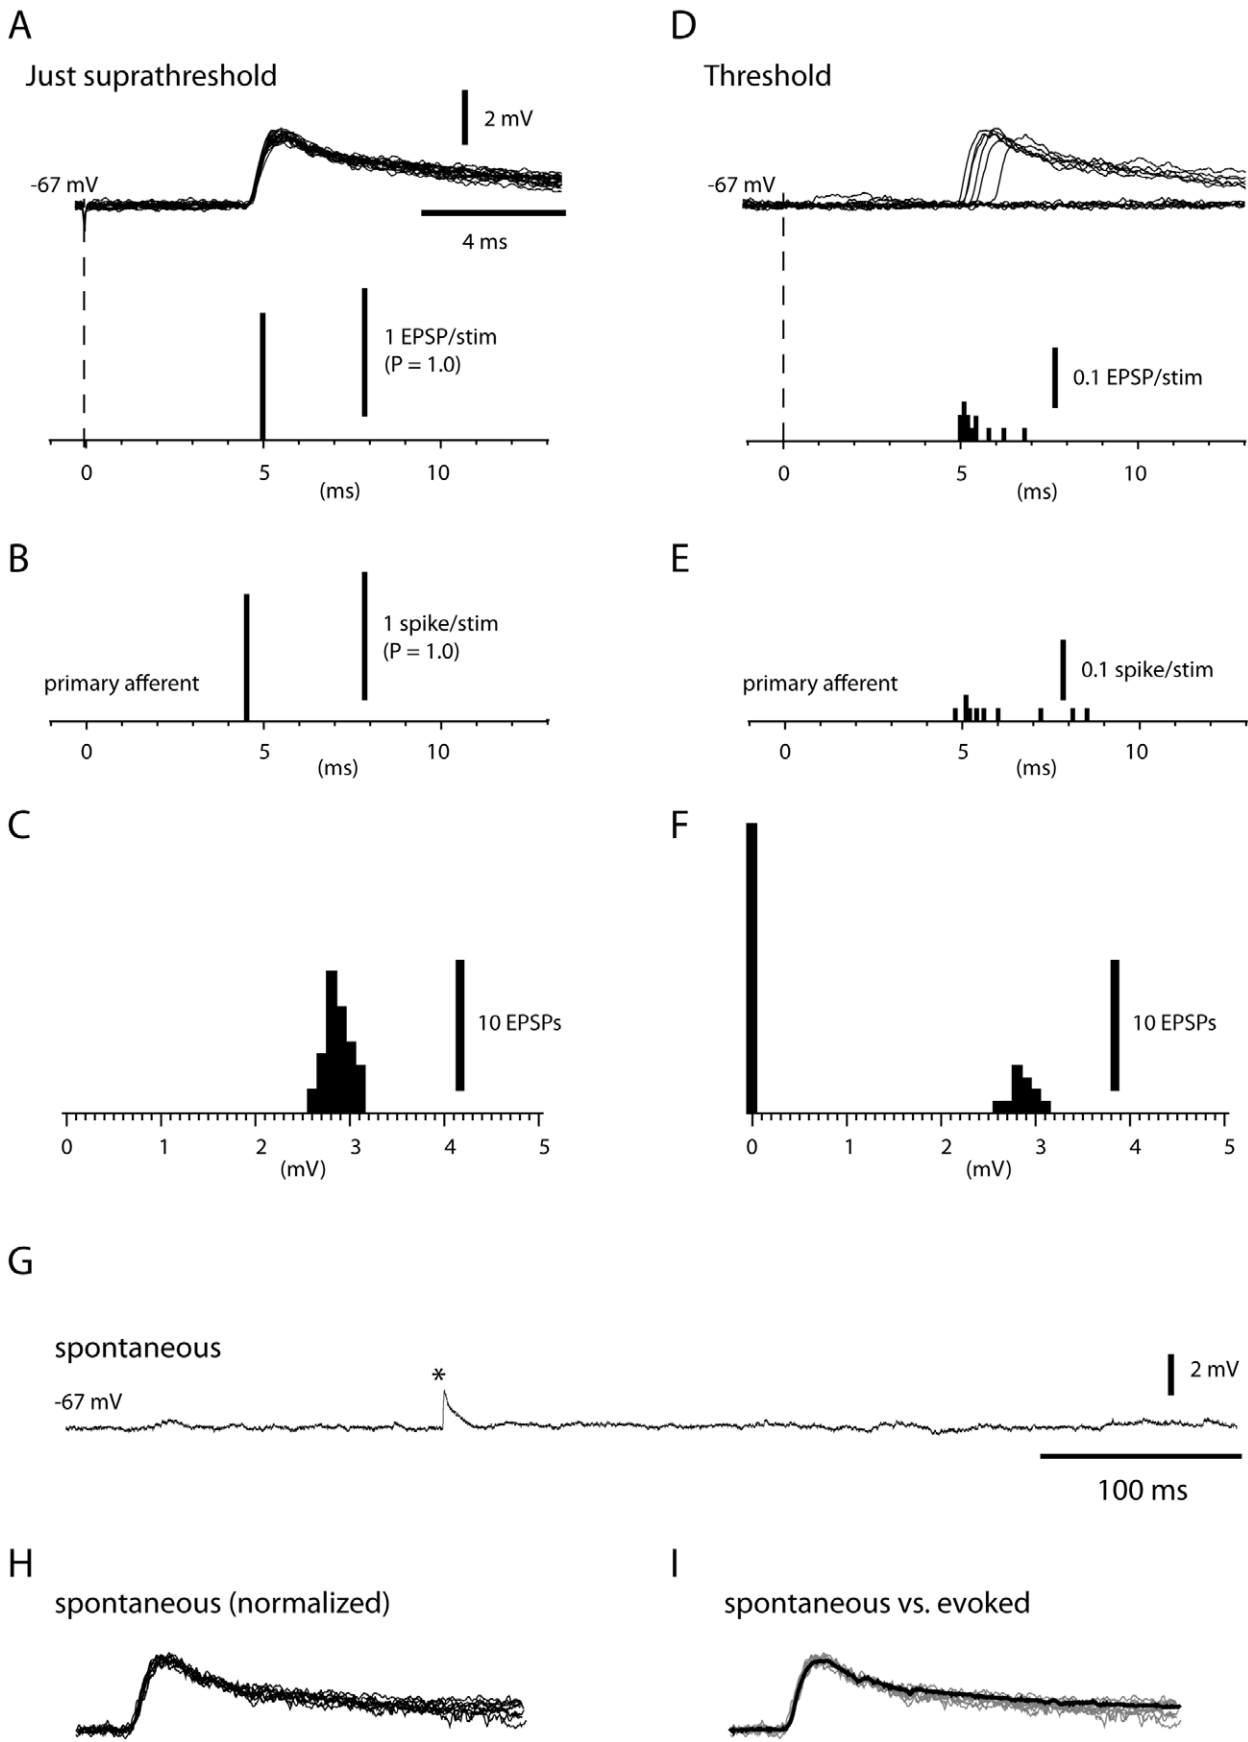 A
Just suprathreshold
2 mV
-67 mV
4 ms
1 EPSP/stim
(P = 1.0)
0 5 10
(ms)
D
Threshold
-67 mV
0.1 EPSP/stim
0 5 10
(ms)
B
1 spike/stim
(P = 1.0)
primary afferent
0 5 10
(ms)
E
0.1 spike/stim
primary afferent
0 5 10
(ms)
C
10 EPSPs
0 1 2 3 4 5
(mV)
F
10 EPSPs
0 1 2 3 4 5
(mV)
G
spontaneous
*
2 mV
-67 mV
100 ms
H
spontaneous (normalized)
I
spontaneous vs. evoked